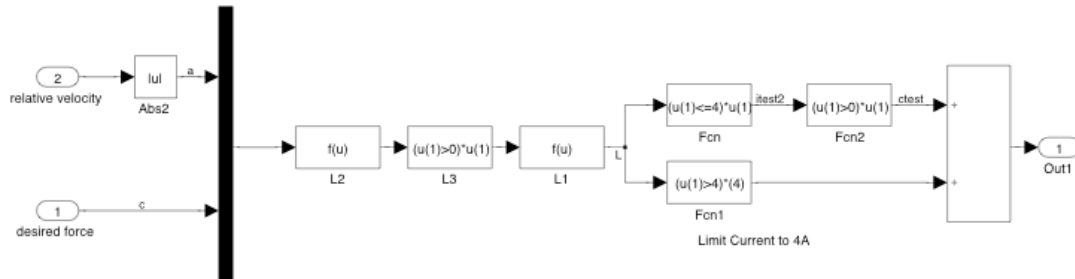 2
relative velocity
|u|
Abs2
a
1
desired force
c
f(u)
L2
(u(1)>0)*u(1)
L3
f(u)
L1
L
(u(1)<=4)*u(1)
Fcn
itest2
(u(1)>0)*u(1)
Fcn2
ctest
(u(1)>4)*(4)
Fcn1
Limit Current to 4A
+
+
1
Out1